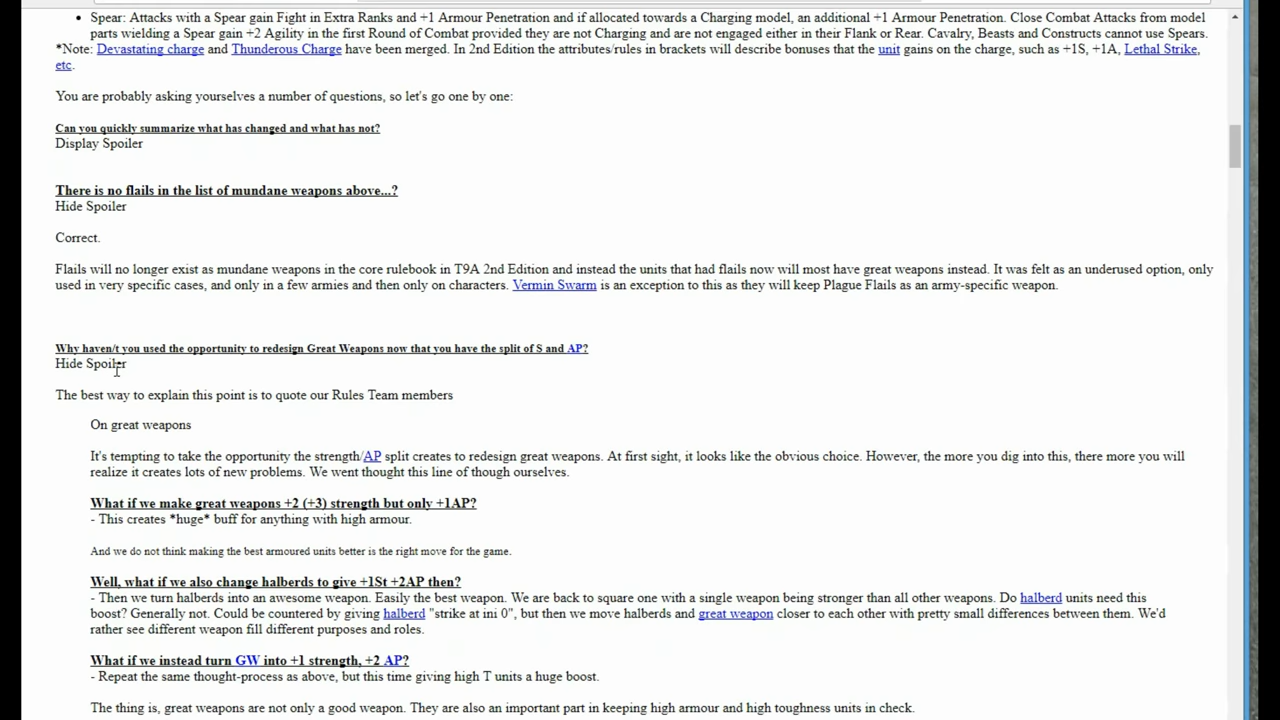 Spear: Attacks with a Spear gain Fight in Extra Ranks and +1 Armour Penetration and if allocated towards a Charging model, an additional +1 Armour Penetration. Close Combat Attacks from model
parts wielding a Spear gain +2 Agility in the first Round of Combat provided they are not Charging and are not engaged either in their Flank or Rear. Cavalry, Beasts and Constructs cannot use Spears.
*Note: Devastating charge and Thunderous Charge have been merged. In 2nd Edition the attributes/rules in brackets will describe bonuses that the unit gains on the charge, such as +1S, +1A, Lethal Strike,
etc.
You are probably asking yourselves a number of questions, so let's go one by one:
Can you quickly summarize what has changed and what has not?
Display Spoiler
There is no flails in the list of mundane weapons above...?
Hide Spoiler
Correct.
Flails will no longer exist as mundane weapons in the core rulebook in T9A 2nd Edition and instead the units that had flails now will most have great weapons instead. It was felt as an underused option, only
used in very specific cases, and only in a few armies and then only on characters. Vermin Swarm is an exception to this as they will keep Plague Flails as an army-specific weapon.
Why haven/t you used the opportunity to redesign Great Weapons now that you have the split of S and AP?
Hide Spoiler
The best way to explain this point is to quote our Rules Team members
On great weapons
It's tempting to take the opportunity the strength/AP split creates to redesign great weapons. At first sight, it looks like the obvious choice. However, the more you dig into this, there more you will
realize it creates lots of new problems. We went thought this line of though ourselves.
What if we make great weapons +2 (+3) strength but only +1AP?
- This creates *huge* buff for anything with high armour.
And we do not think making the best armoured units better is the right move for the game.
Well, what if we also change halberds to give +1St +2AP then?
- Then we turn halberds into an awesome weapon. Easily the best weapon. We are back to square one with a single weapon being stronger than all other weapons. Do halberd units need this
boost? Generally not. Could be countered by giving halberd "strike at ini 0", but then we move halberds and great weapon closer to each other with pretty small differences between them. We'd
rather see different weapon fill different purposes and roles.
What if we instead turn GW into +1 strength, +2 AP?
- Repeat the same thought-process as above, but this time giving high T units a huge boost.
The thing is, great weapons are not only a good weapon. They are also an important part in keeping high armour and high toughness units in check.